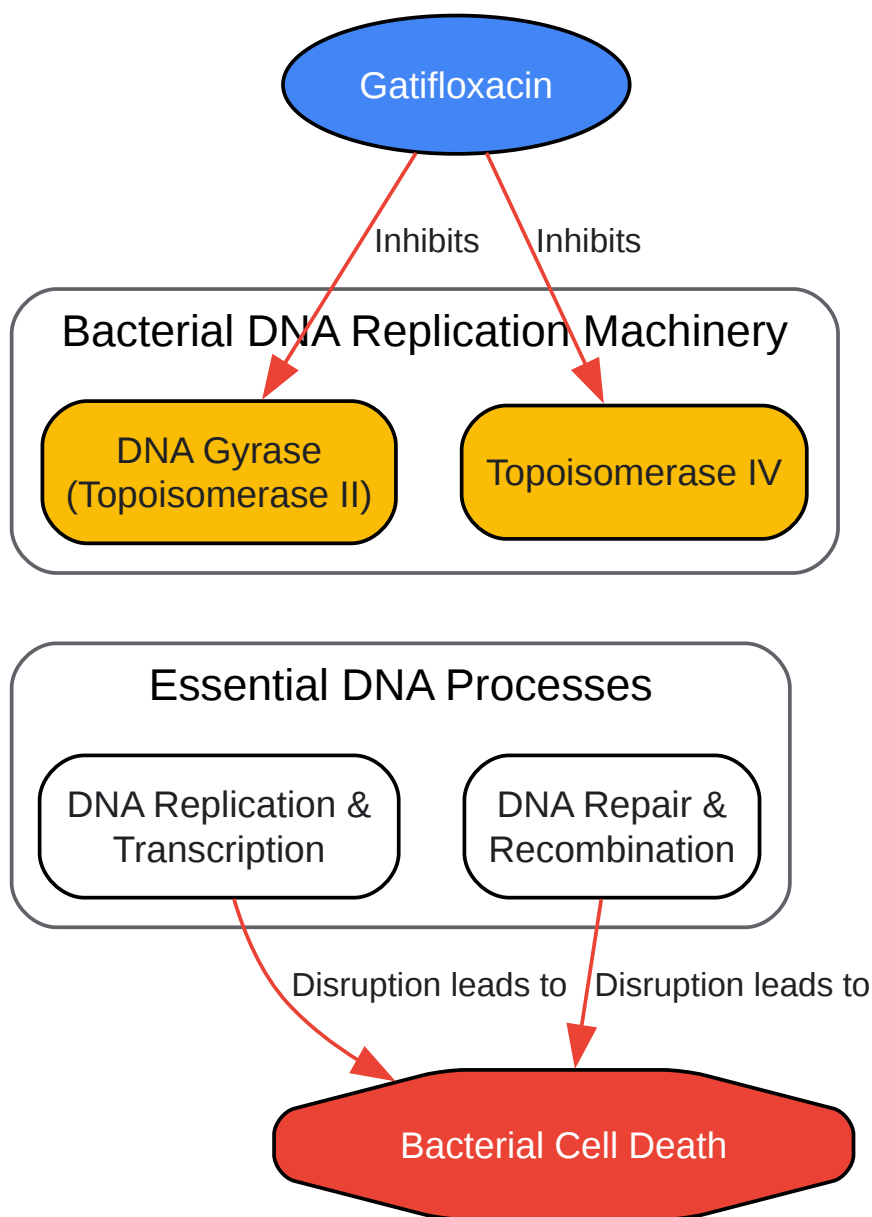 Gatifloxacin
Inhibits
Inhibits
Bacterial DNA Replication Machinery
DNA Gyrase
(Topoisomerase II)
Topoisomerase IV
Essential DNA Processes
DNA Replication &
Transcription
DNA Repair &
Recombination
Disruption leads to
Disruption leads to
Bacterial Cell Death